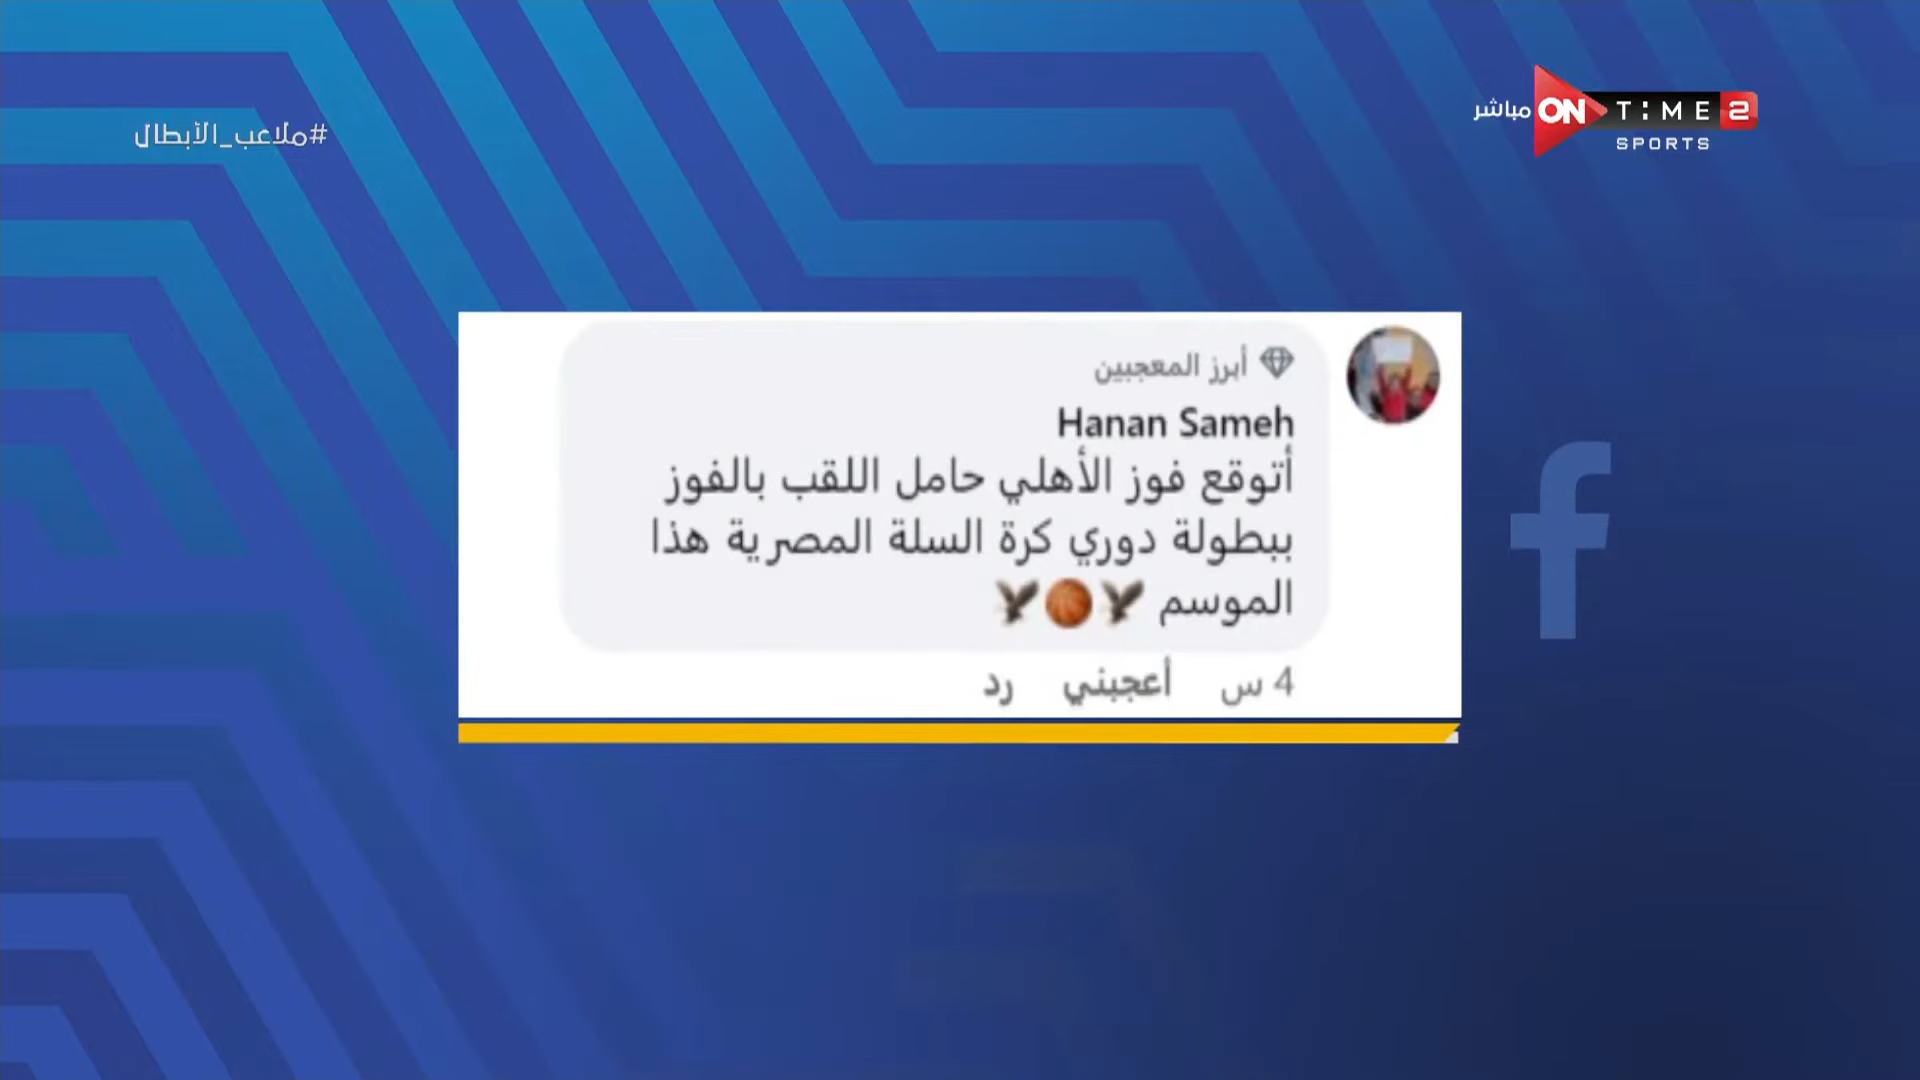 #ملاعب_الأبطال
مباشر ON TIME 2
SPORTS
أبرز المعجبين
Hanan Sameh
أتوقع فوز الأهلي حامل اللقب بالفوز
ببطولة دوري كرة السلة المصرية هذا
الموسم 🦅🏀🦅
4 س أعجبني رد